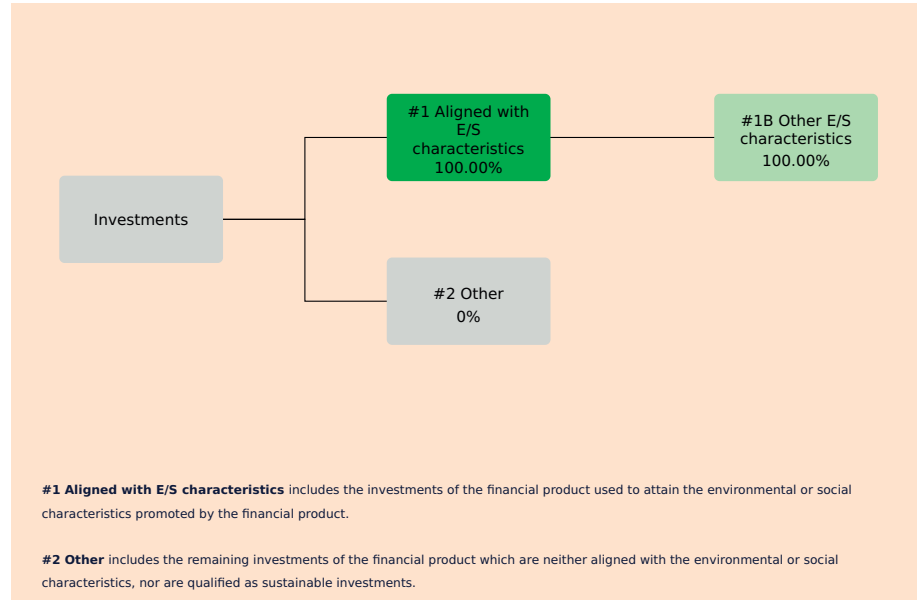 #1 Aligned with
E/S
characteristics
100.00%
#1B Other E/S
characteristics
100.00%
Investments
#2 Other
0%
#1 Aligned with E/S characteristics includes the investments of the financial product used to attain the environmental or social
characteristics promoted by the financial product.
#2 Other includes the remaining investments of the financial product which are neither aligned with the environmental or social
characteristics, nor are qualified as sustainable investments.